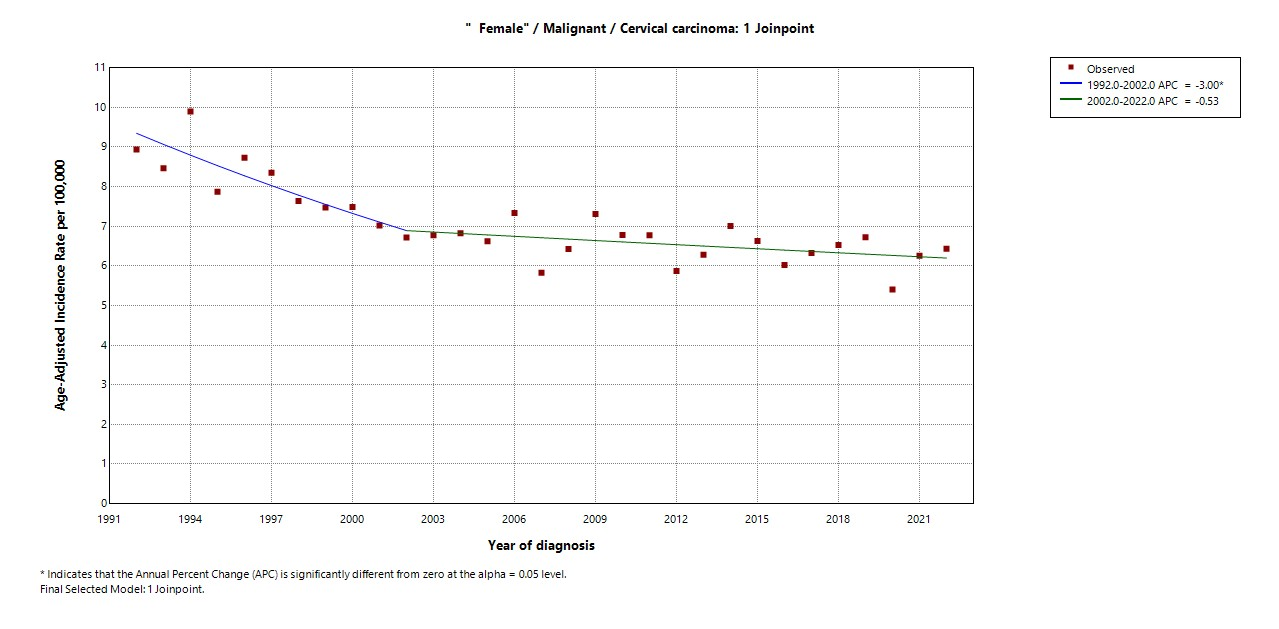 "  Female" / Malignant / Cervical carcinoma: 1 Joinpoint
Observed
1992.0-2002.0 APC  = -3.00*
2002.0-2022.0 APC  = -0.53
Age-Adjusted Incidence Rate per 100,000
11
10
9
8
7
6
5
4
3
2
1
0
1991 1994 1997 2000 2003 2006 2009 2012 2015 2018 2021
Year of diagnosis
* Indicates that the Annual Percent Change (APC) is significantly different from zero at the alpha = 0.05 level.
Final Selected Model: 1 Joinpoint.